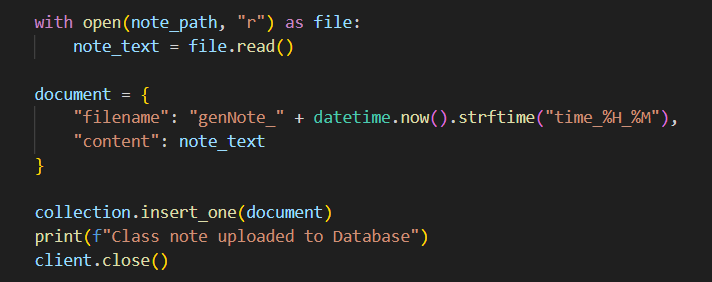 with open(note_path, "r") as file:
    note_text = file.read()

document = {
    "filename": "genNote_" + datetime.now().strftime("time_%H_%M"),
    "content": note_text
}

collection.insert_one(document)
print(f"Class note uploaded to Database")
client.close()